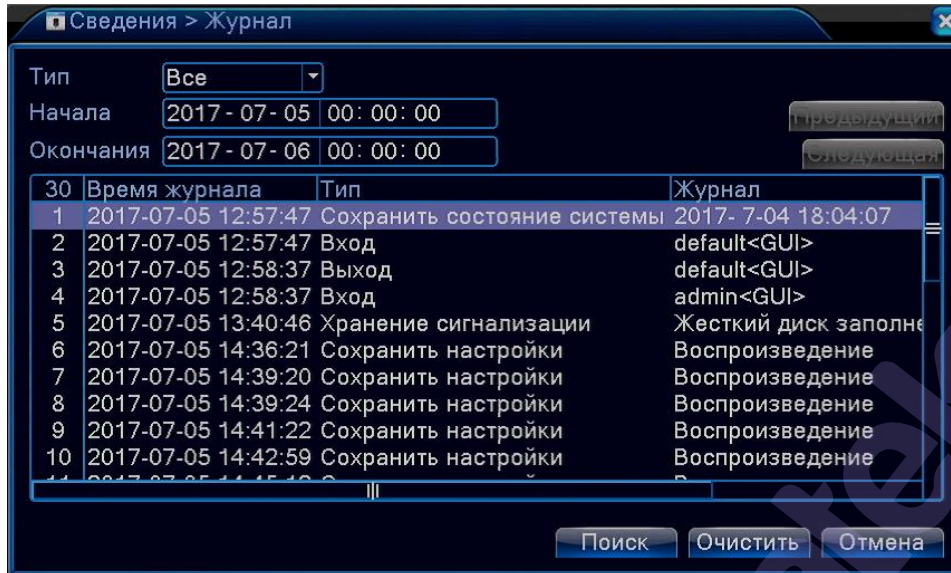 Сведения > Журнал
Тип Все
Начала 2017 - 07 - 05 00: 00: 00
Предыдущий
Окончания 2017 - 07 - 06 00: 00: 00
Следующая
30 Время журнала Тип Журнал
1 2017-07-05 12:57:47 Сохранить состояние системы 2017- 7-04 18:04:07
2 2017-07-05 12:57:47 Вход default<GUI>
3 2017-07-05 12:58:37 Выход default<GUI>
4 2017-07-05 12:58:37 Вход admin<GUI>
5 2017-07-05 13:40:46 Хранение сигнализации Жесткий диск заполне
6 2017-07-05 14:36:21 Сохранить настройки Воспроизведение
7 2017-07-05 14:39:20 Сохранить настройки Воспроизведение
8 2017-07-05 14:39:24 Сохранить настройки Воспроизведение
9 2017-07-05 14:41:22 Сохранить настройки Воспроизведение
10 2017-07-05 14:42:59 Сохранить настройки Воспроизведение
Поиск Очистить Отмена